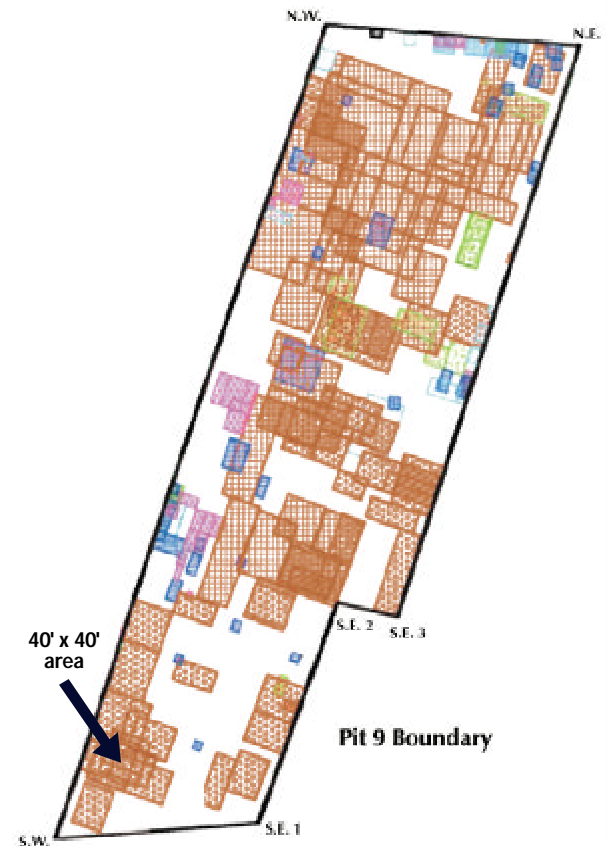 N.W.
N.E.
S.E. 2
S.E. 3
40' x 40'
area
Pit 9 Boundary
S.E. 1
S.W.